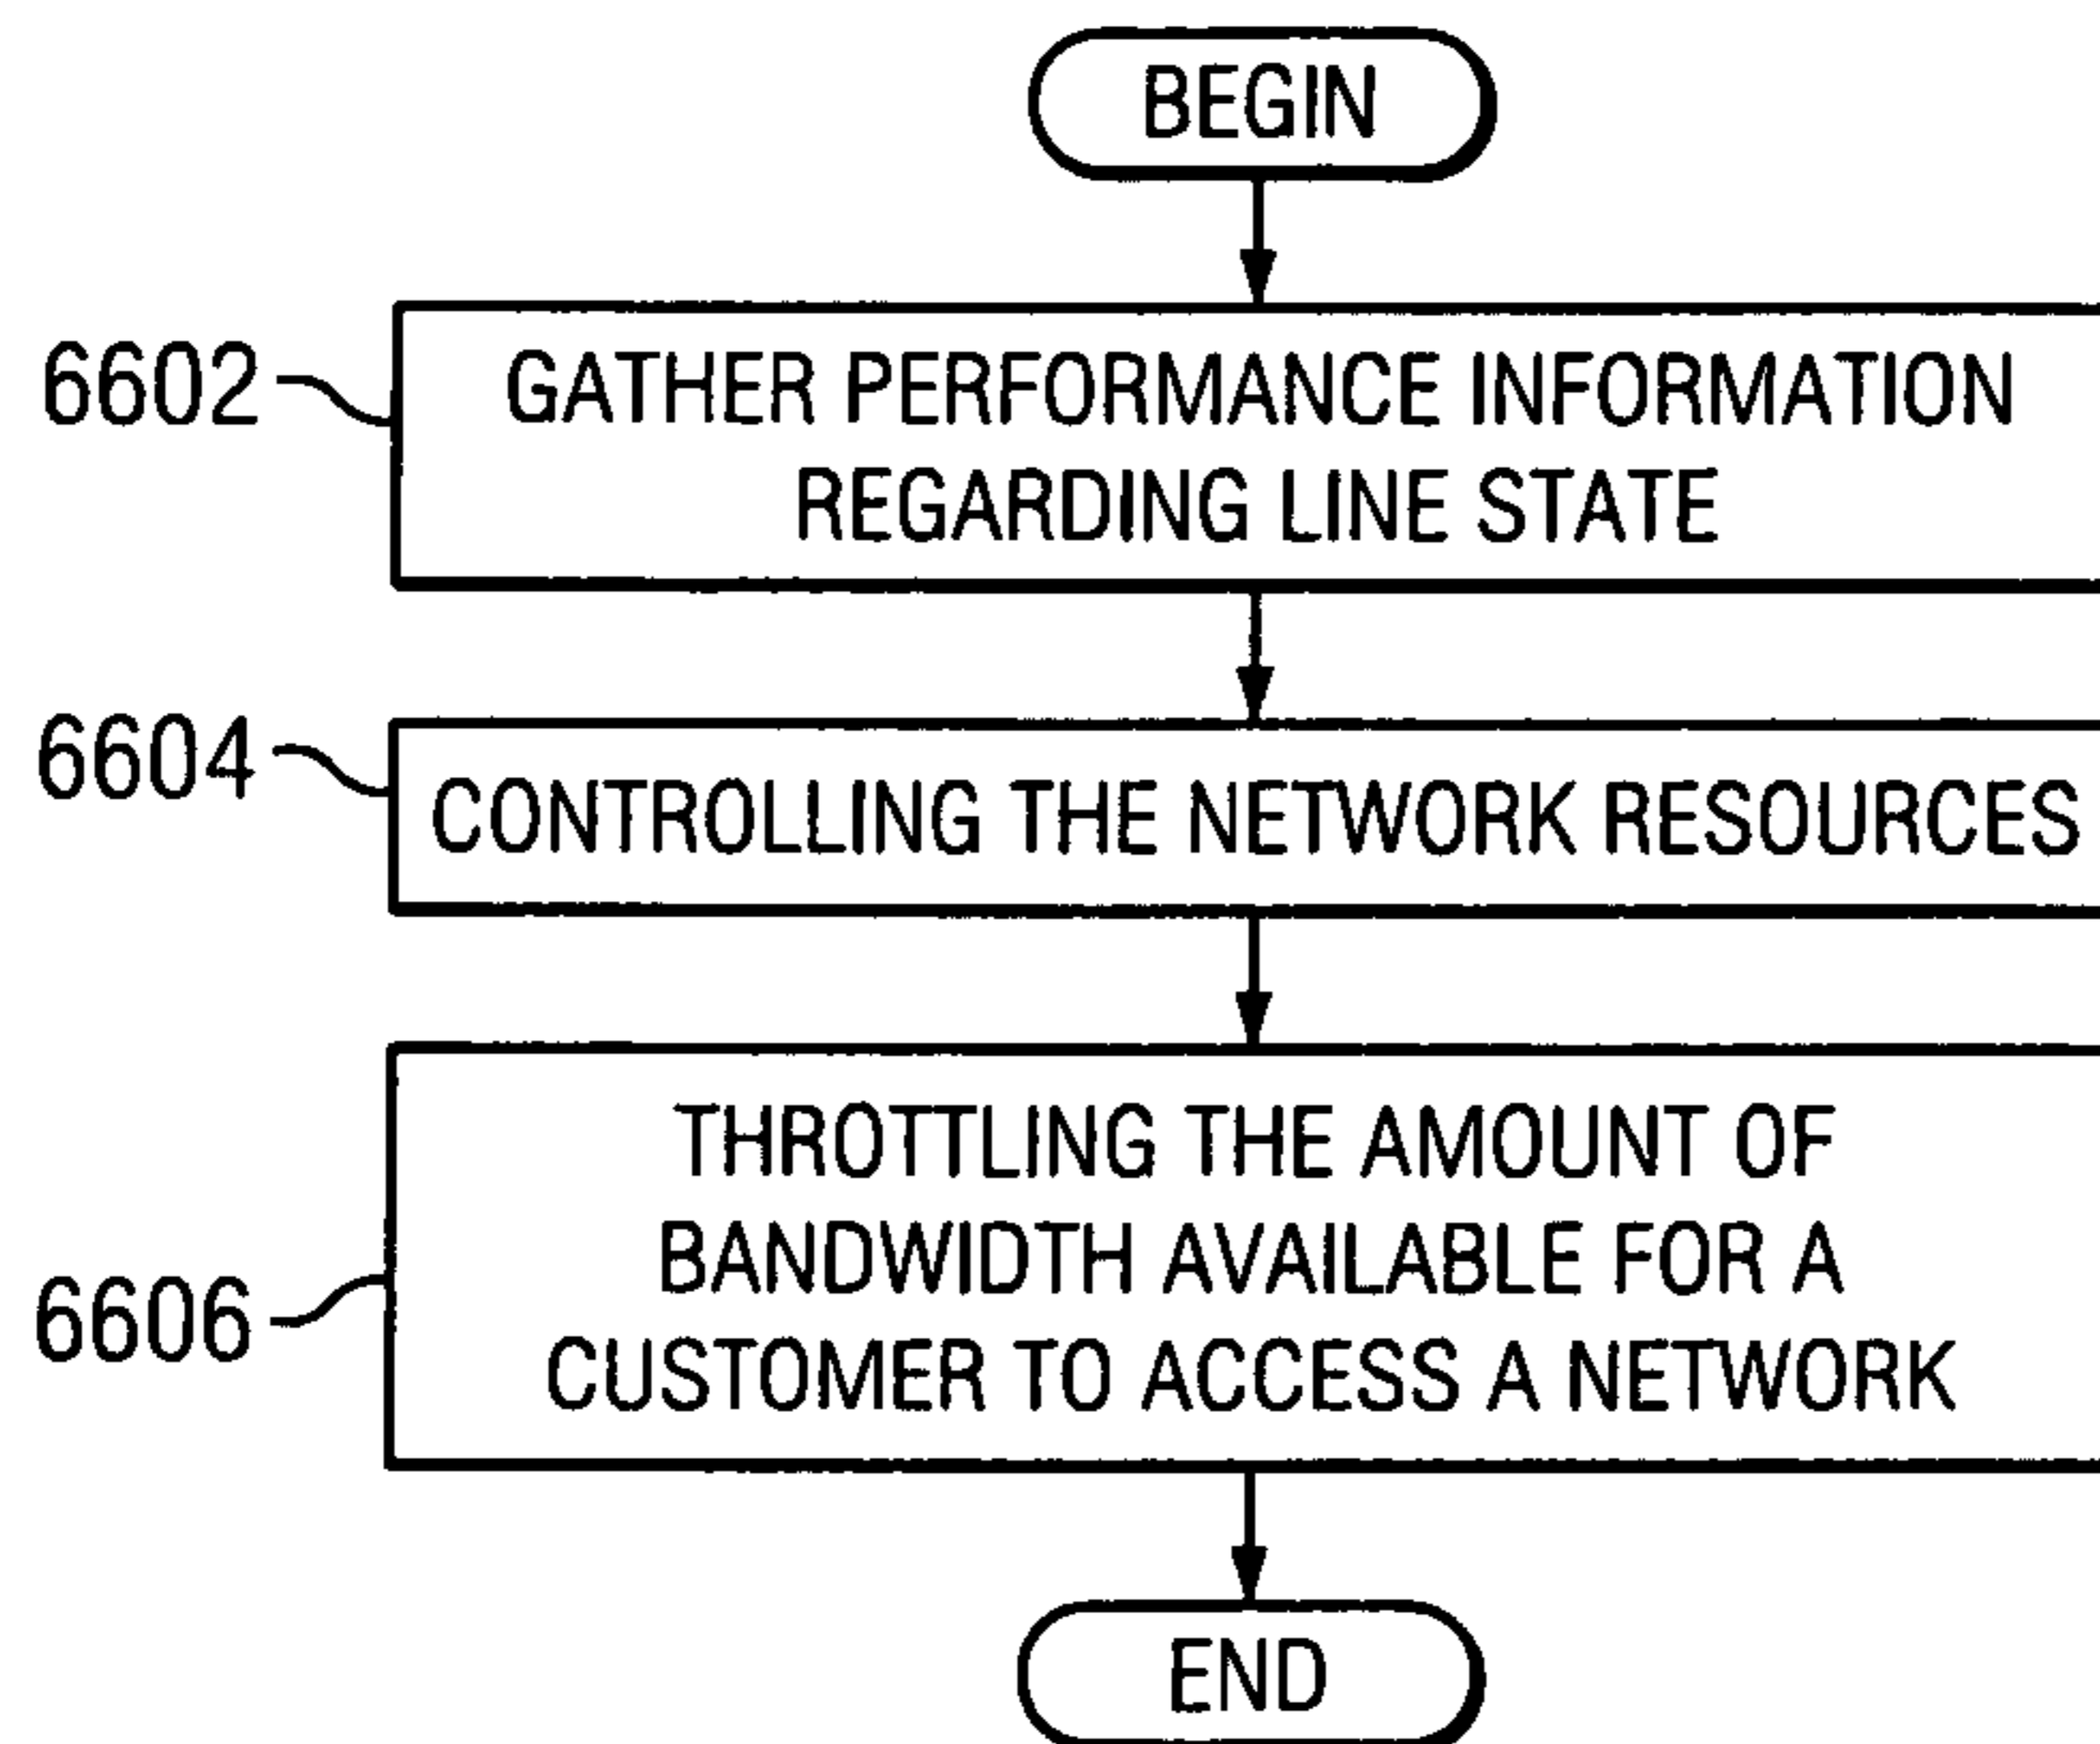 BEGIN
6602
GATHER PERFORMANCE INFORMATION
REGARDING LINE STATE
6604
CONTROLLING THE NETWORK RESOURCES
6606
THROTTLING THE AMOUNT OF
BANDWIDTH AVAILABLE FOR A
CUSTOMER TO ACCESS A NETWORK
END